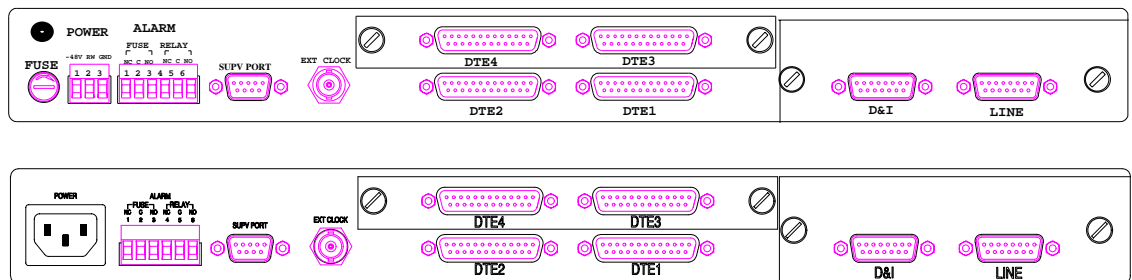 POWER ALARM
FUSE RELAY
-48V RW GND NC C NO NC C NO
FUSE 1 2 3 1 2 3 4 5 6
SUPV PORT
EXT CLOCK
DTE4 DTE3
DTE2 DTE1
D&I LINE
POWER
ALARM
FUSE RELAY
NC C NO NC C NO
1 2 3 4 5 6
SUPV PORT
EXT CLOCK
DTE4 DTE3
DTE2 DTE1
D&I LINE